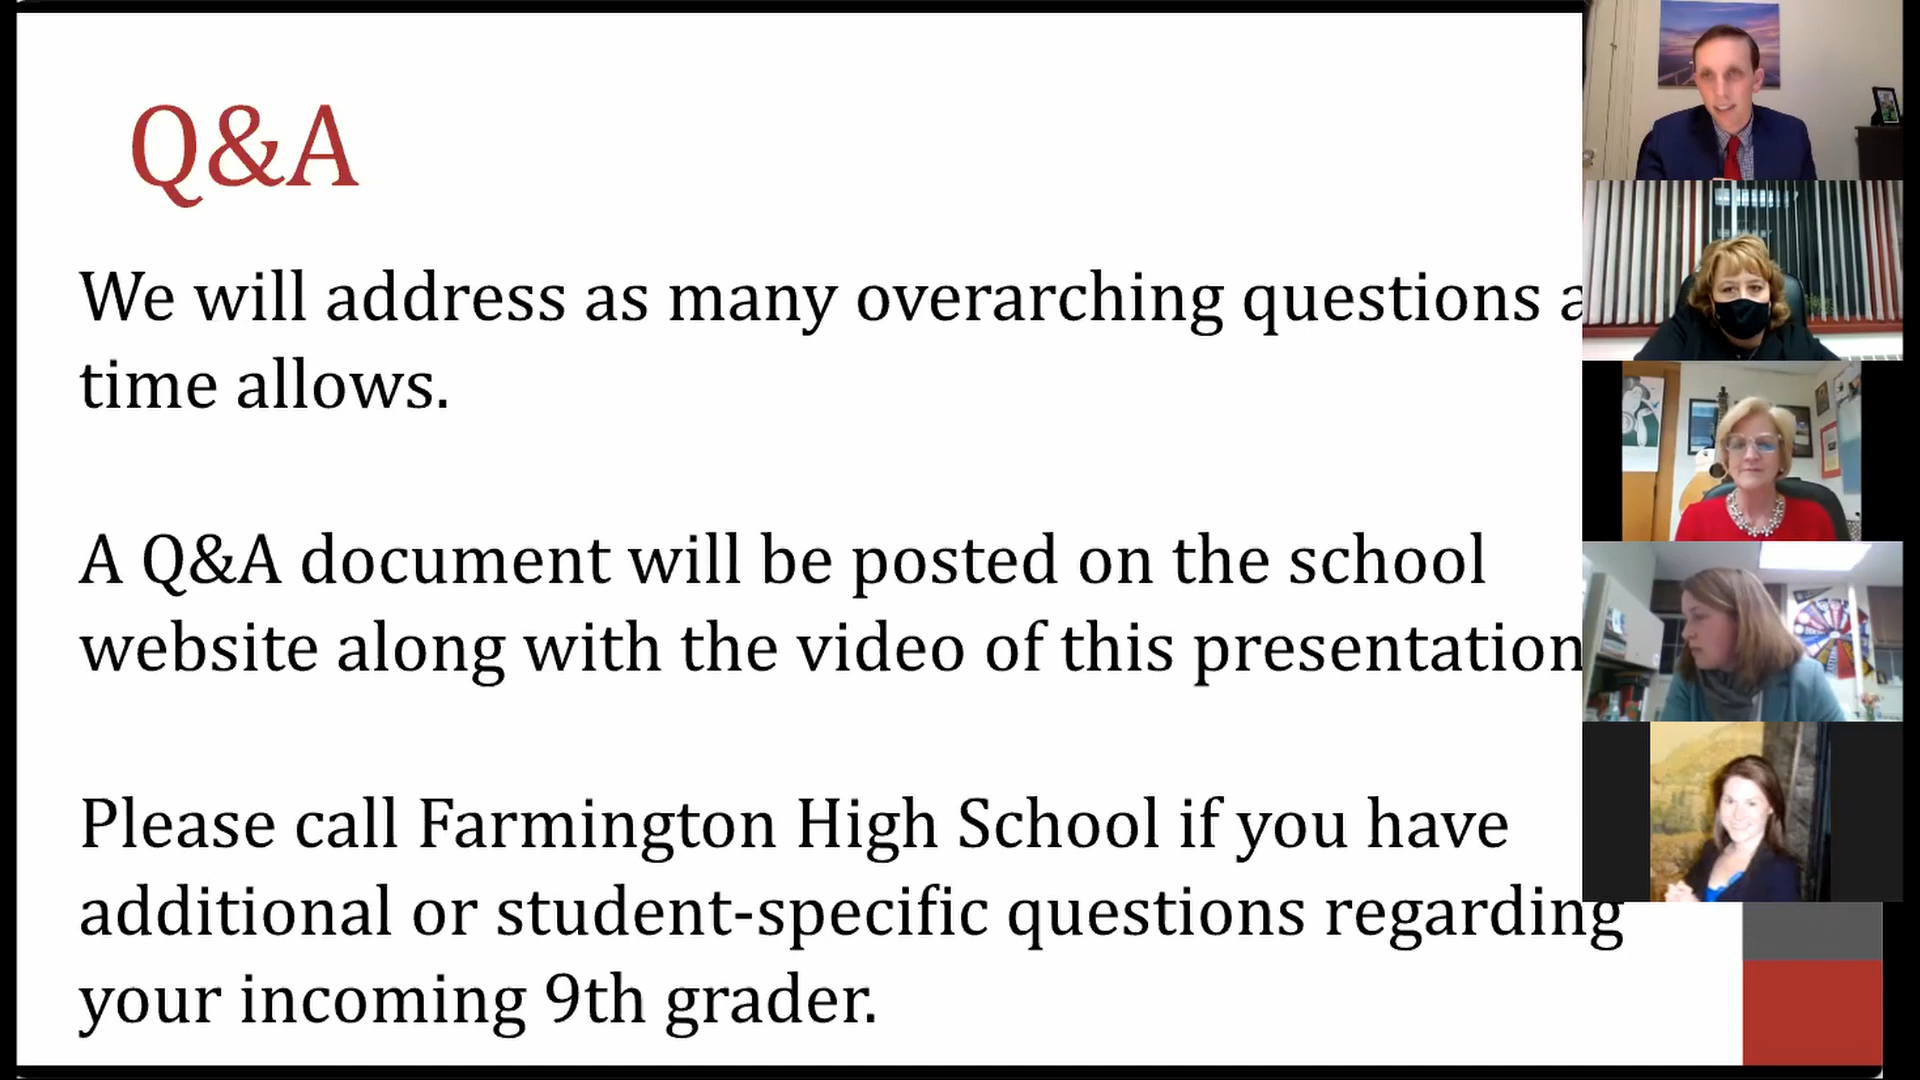 Q&A
We will address as many overarching questions
time allows.
A Q&A document will be posted on the school
website along with the video of this presentation
Please call Farmington High School if you have
additional or student-specific questions regarding
your incoming 9th grader.